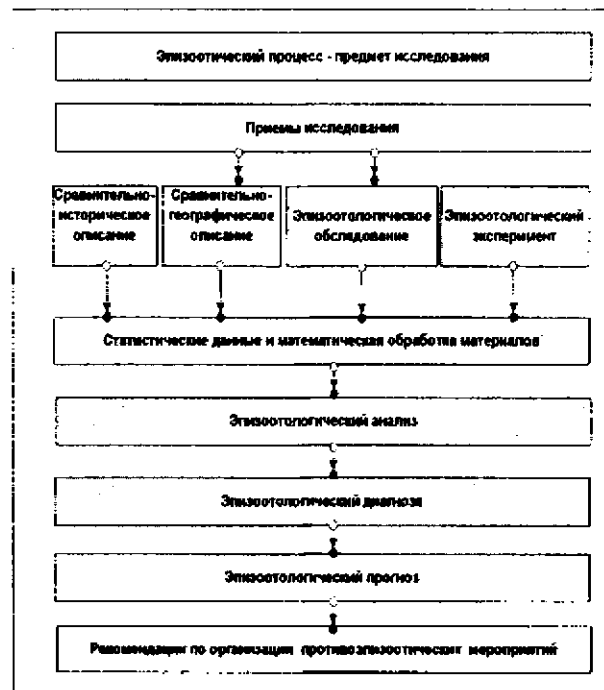 Эпизоотический процесс - предмет исследования
Приемы исследования
Сравнительно-
историческое
описание
Сравнительно-
географическое
описание
Эпизоотологическое
обследование
Эпизоотологический
эксперимент
Статистические данные и математическая обработка материалов
Эпизоотологический анализ
Эпизоотологический диагноз
Эпизоотологический прогноз
Рекомендации по организации противоэпизоотических мероприятий